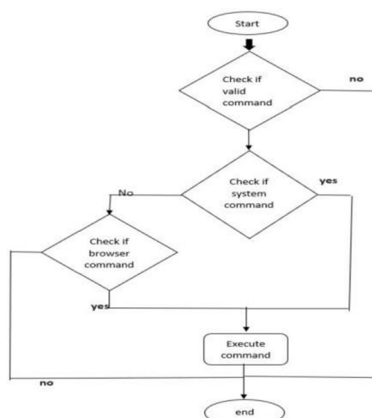 Start
Check if
valid
command
no
Check if
system
command
yes
No
Check if
browser
command
yes
Execute
command
no
end